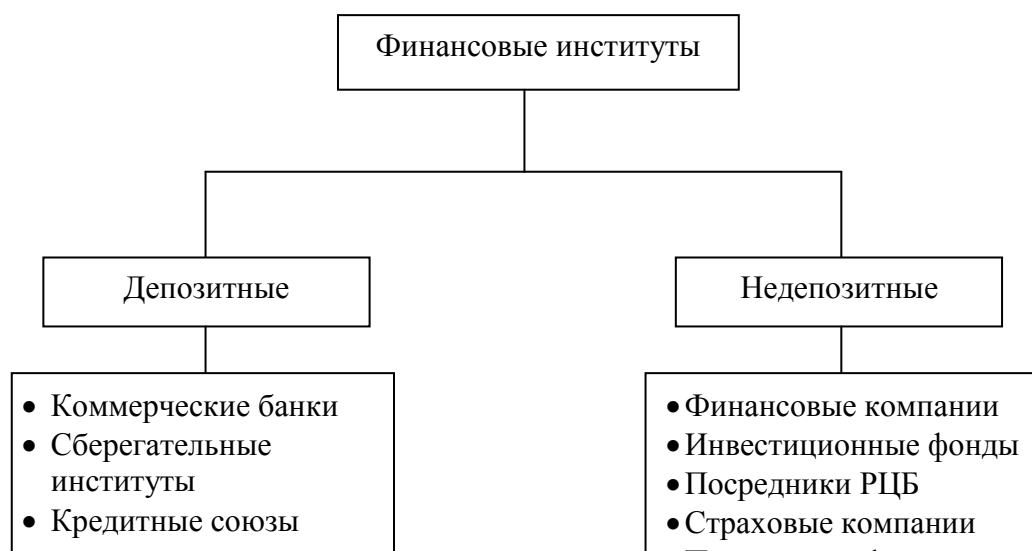 Финансовые институты
Депозитные
Недепозитные
• Коммерческие банки
• Сберегательные
институты
• Кредитные союзы
• Финансовые компании
• Инвестиционные фонды
• Посредники РЦБ
• Страховые компании